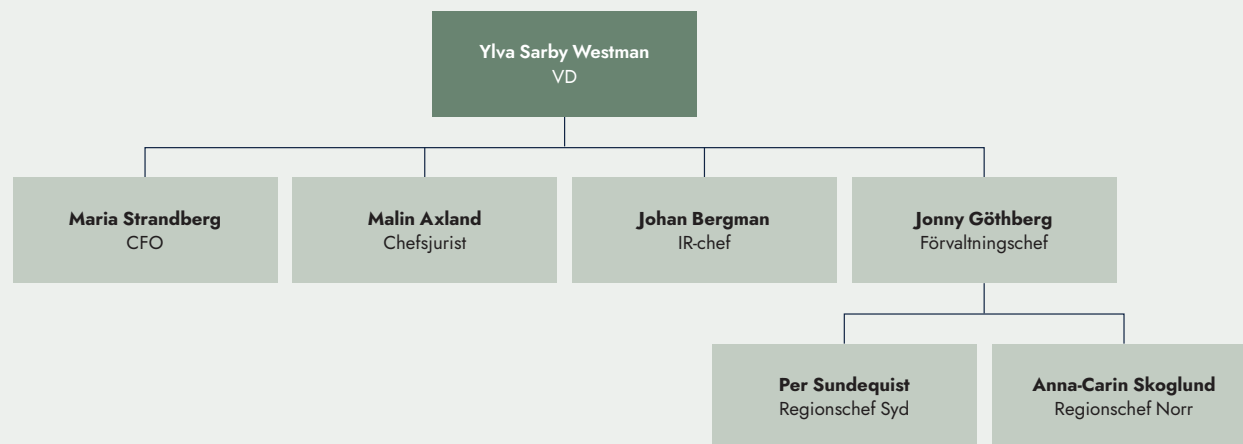 Ylva Sarby Westman
VD
Maria Strandberg
CFO
Malin Axland
Chefsjurist
Johan Bergman
IR-chef
Jonny Göthberg
Förvaltningschef
Per Sundequist
Regionschef Syd
Anna-Carin Skoglund
Regionschef Norr